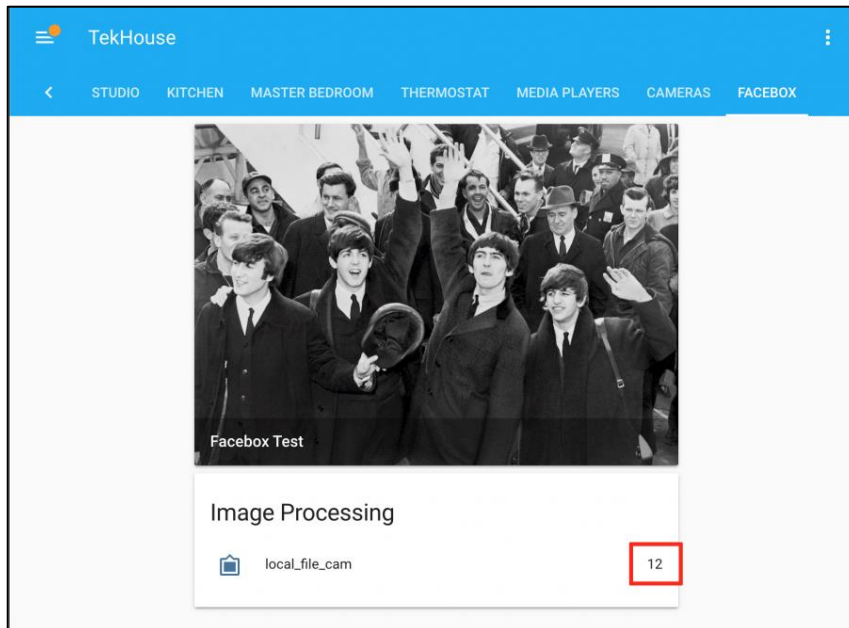 TekHouse
STUDIO KITCHEN MASTER BEDROOM THERMOSTAT MEDIA PLAYERS CAMERAS FACEBOX
Facebox Test
Image Processing
local_file_cam 12